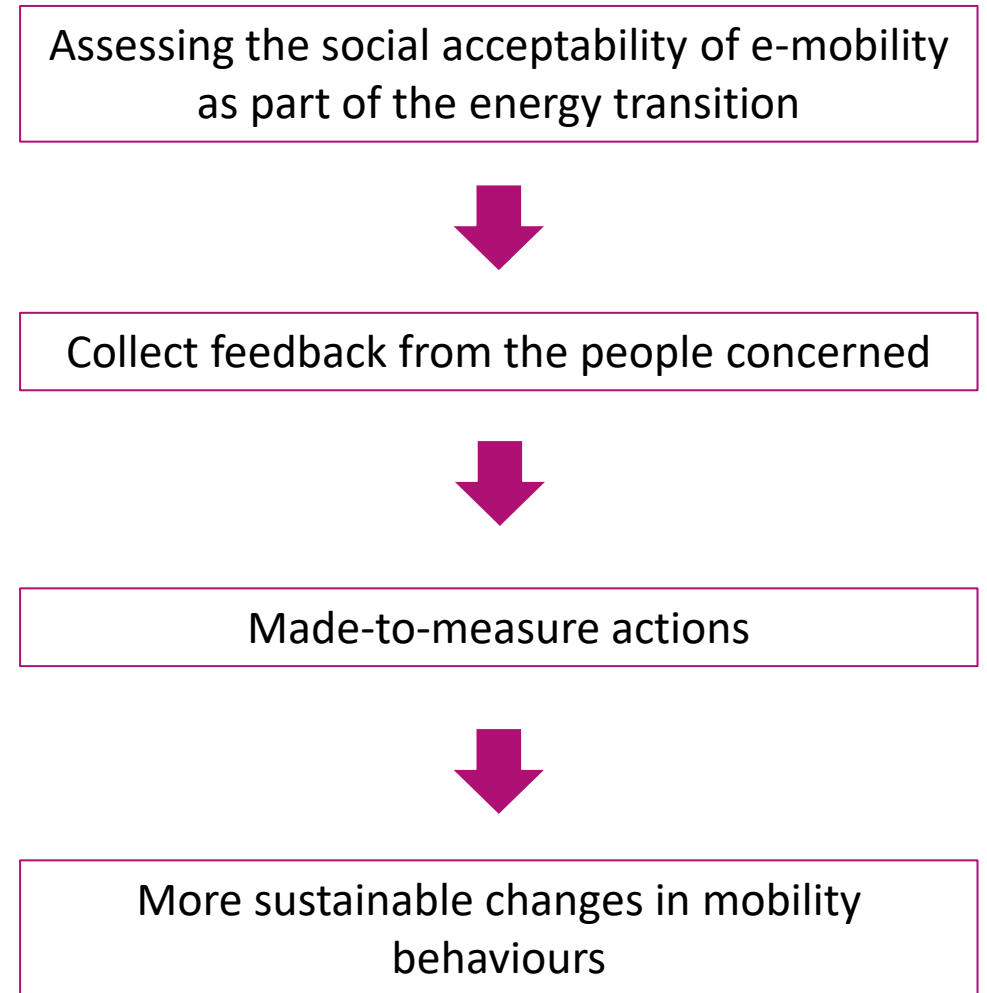 Assessing the social acceptability of e-mobility
as part of the energy transition
Collect feedback from the people concerned
Made-to-measure actions
More sustainable changes in mobility
behaviours